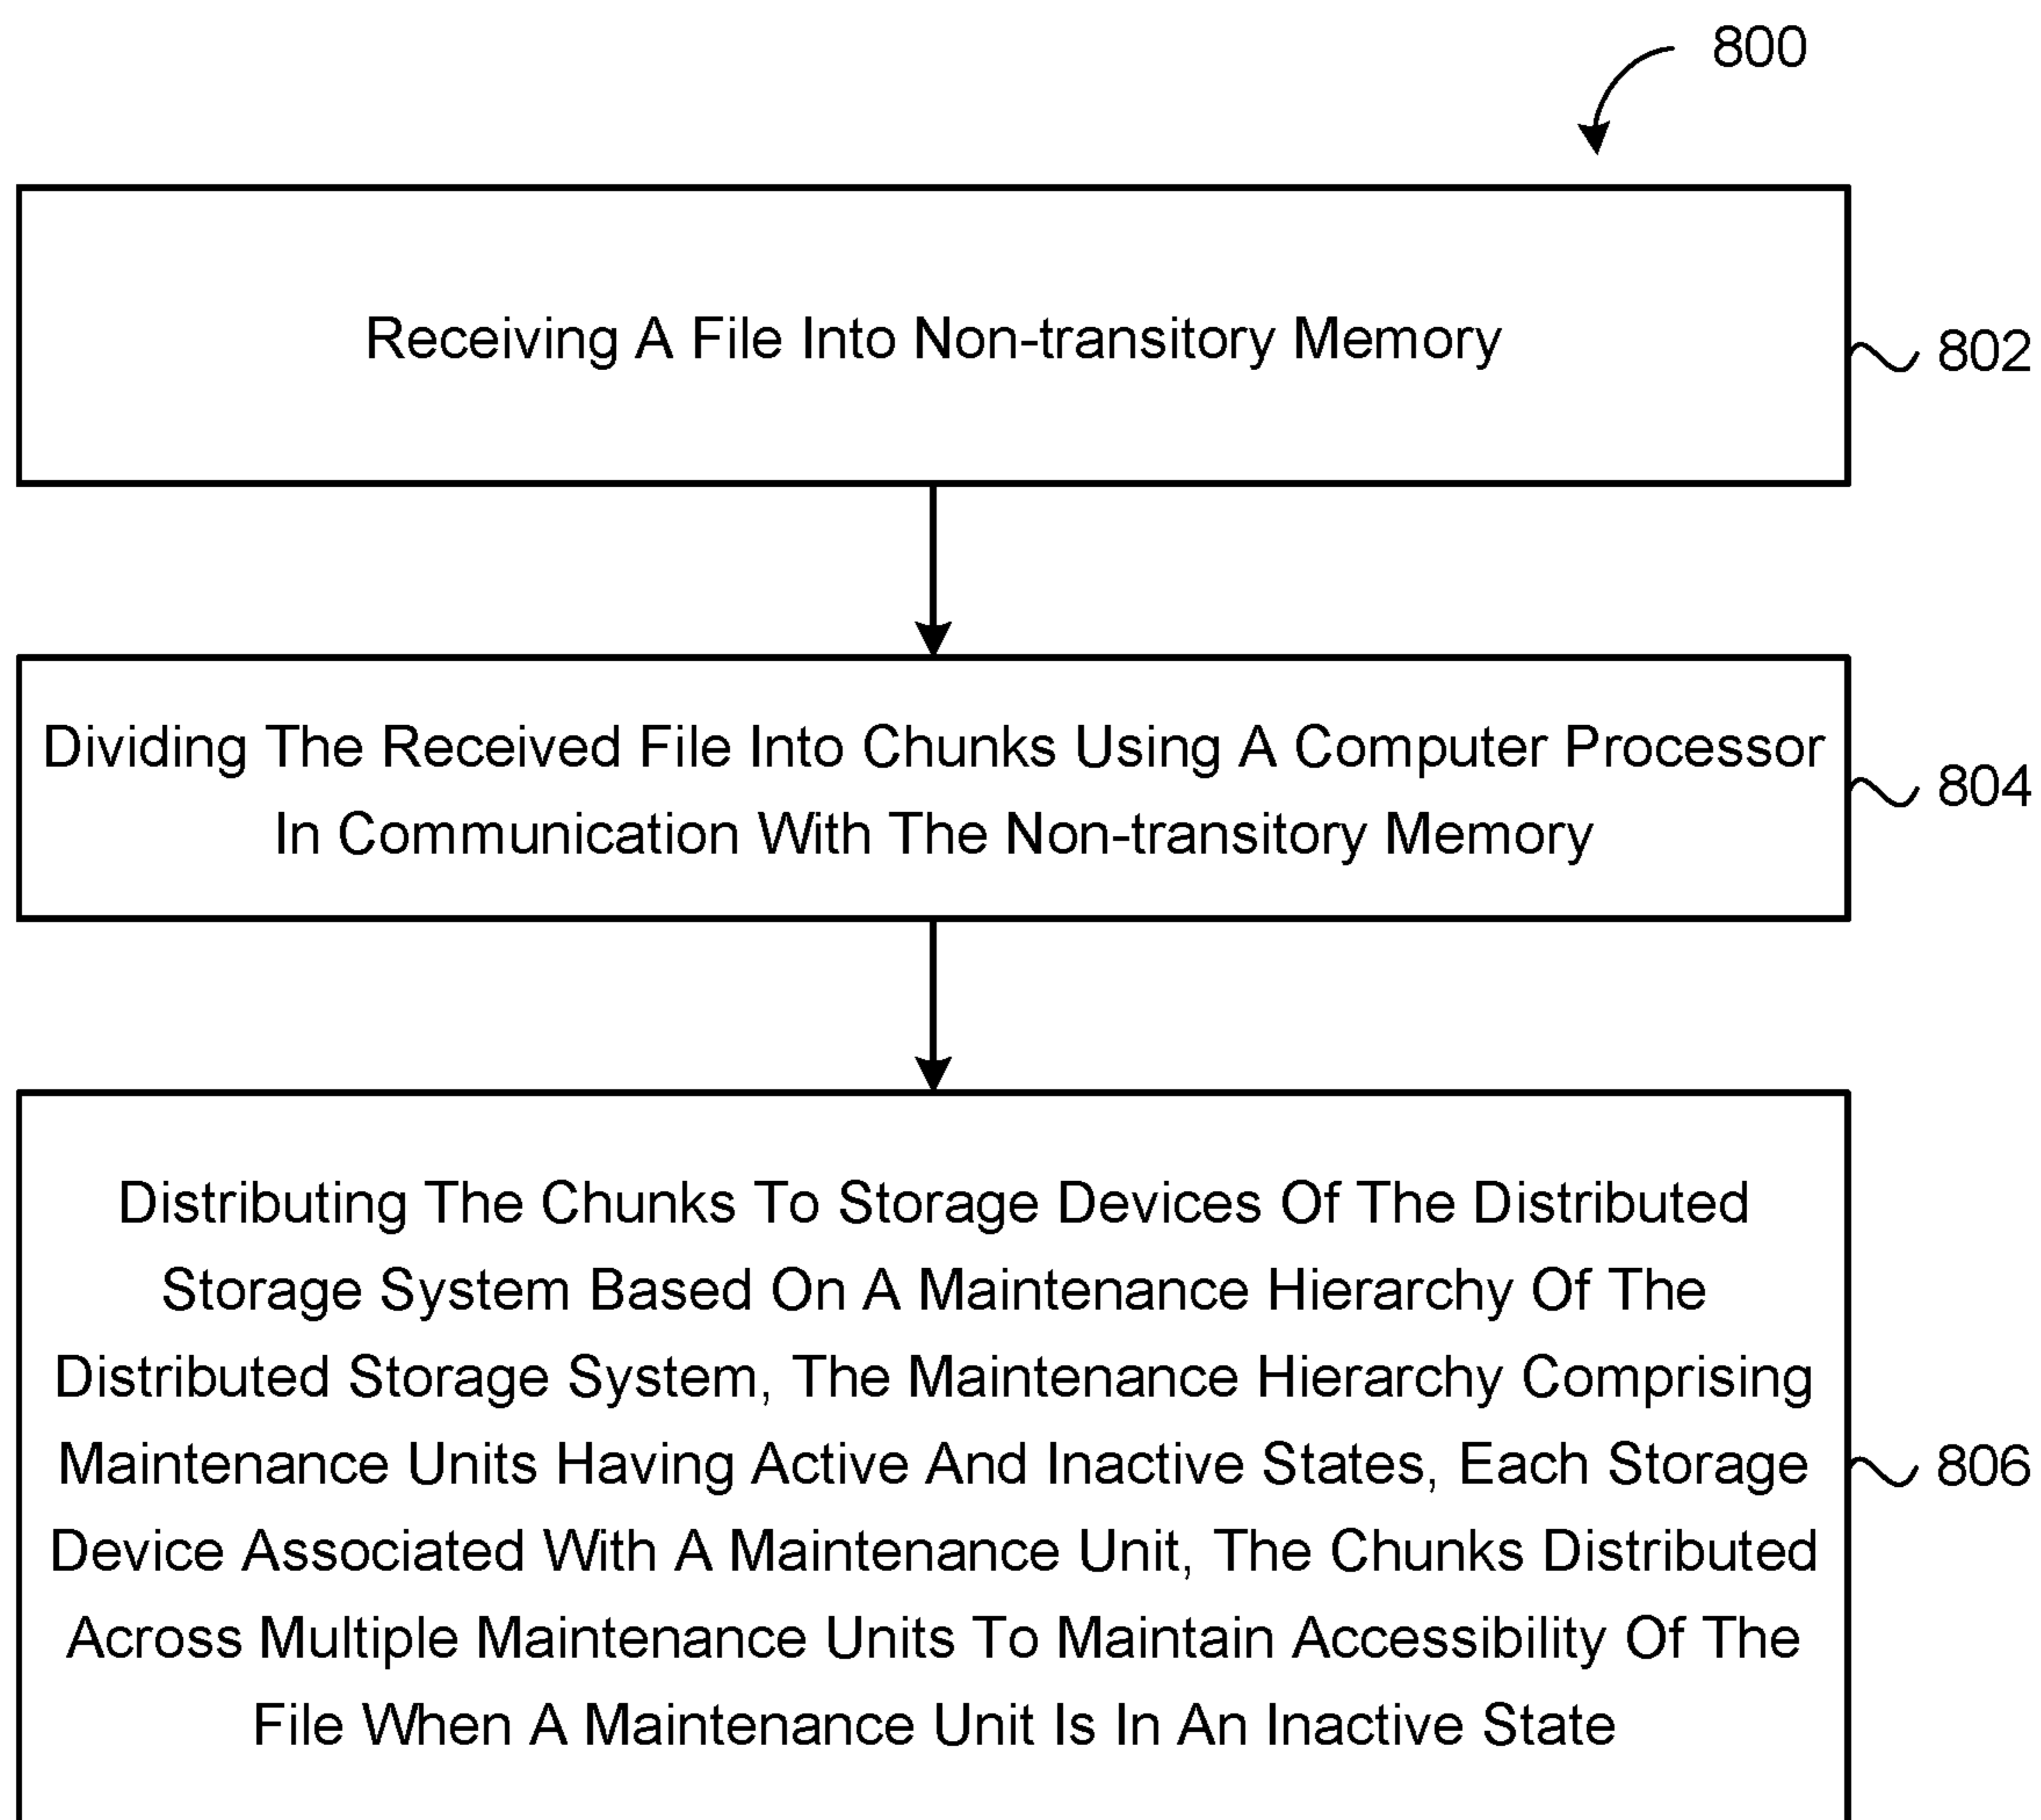 800
Receiving A File Into Non-transitory Memory
802
Dividing The Received File Into Chunks Using A Computer Processor
In Communication With The Non-transitory Memory
804
Distributing The Chunks To Storage Devices Of The Distributed
Storage System Based On A Maintenance Hierarchy Of The
Distributed Storage System, The Maintenance Hierarchy Comprising
Maintenance Units Having Active And Inactive States, Each Storage
Device Associated With A Maintenance Unit, The Chunks Distributed
Across Multiple Maintenance Units To Maintain Accessibility Of The
File When A Maintenance Unit Is In An Inactive State
806